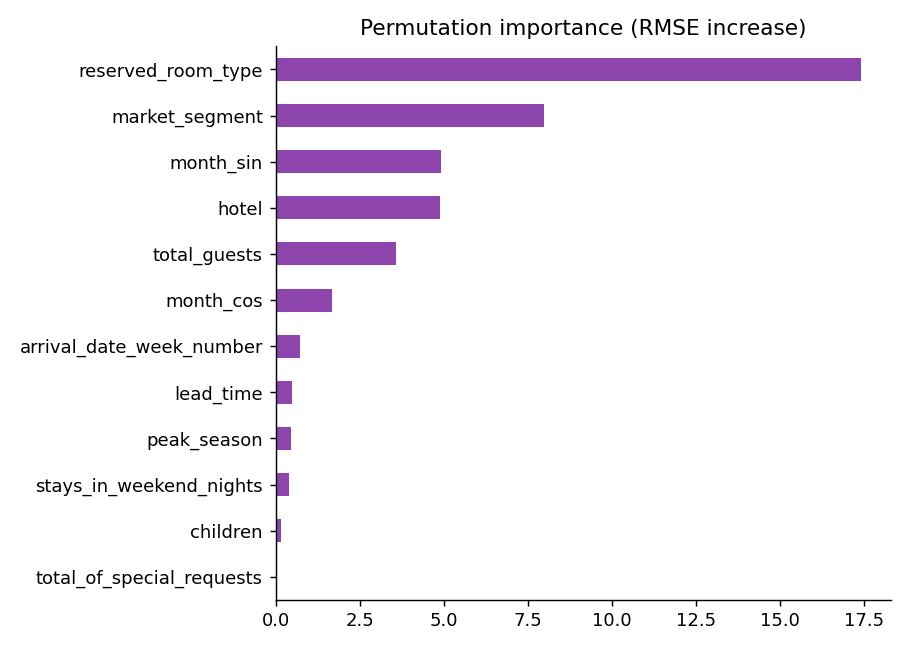 Permutation importance (RMSE increase)
reserved_room_type
market_segment
month_sin
hotel
total_guests
month_cos
arrival_date_week_number
lead_time
peak_season
stays_in_weekend_nights
children
total_of_special_requests
0.0 2.5 5.0 7.5 10.0 12.5 15.0 17.5